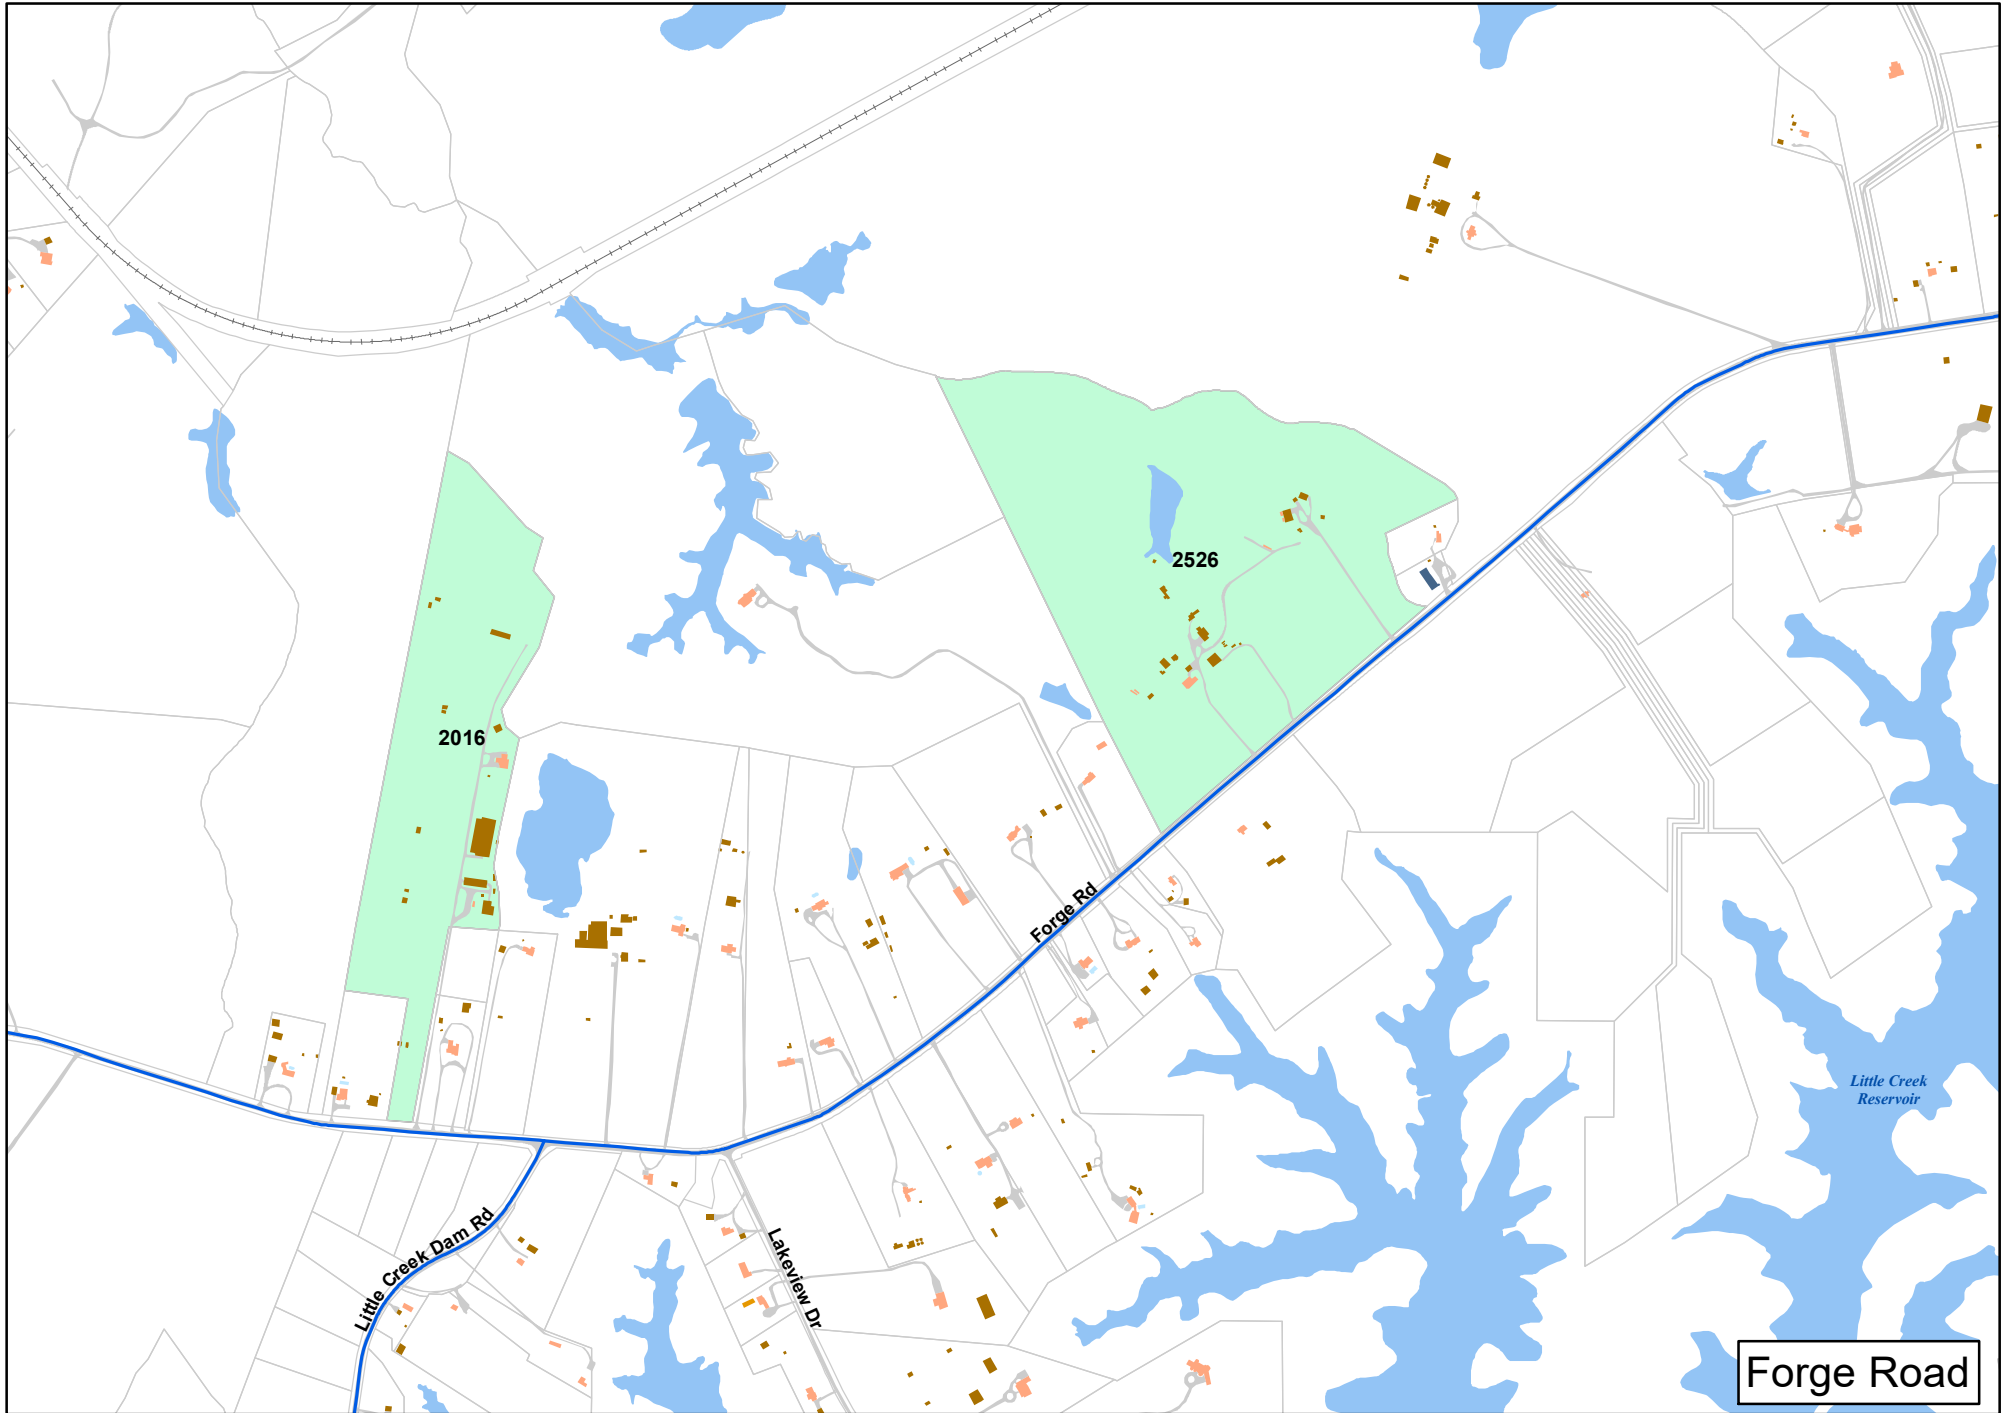 2526
2016
Forge Rd
Little Creek
Reservoir
Little Creek Dam Rd
Lakeview Dr
Forge Road